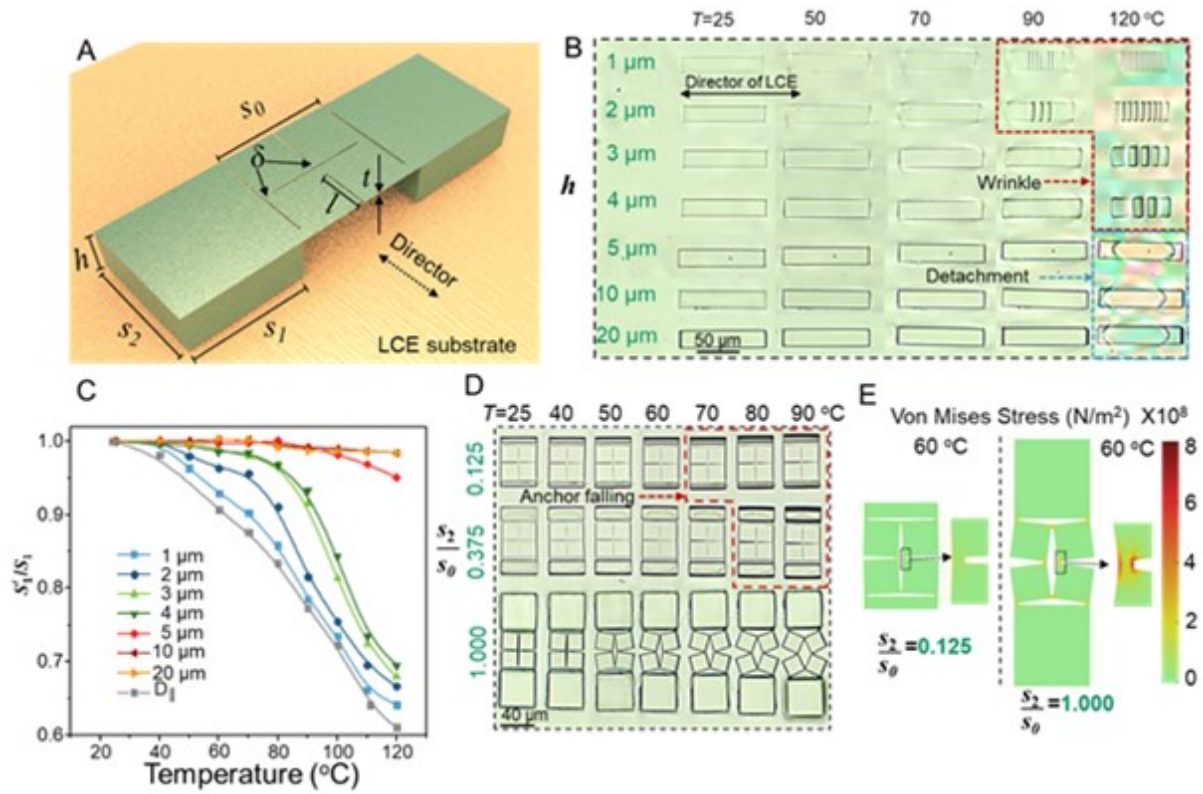 A
s₀
δ
t
T
h
s₂
s₁
Director
LCE substrate
B
T=25 50 70 90 120 ºC
h
1 μm
2 μm
3 μm
4 μm
5 μm
10 μm
20 μm
Director of LCE
Wrinkle
Detachment
50 μm
C
s₁'/s₁
1.0
0.9
0.8
0.7
0.6
20 40 60 80 100 120
Temperature (ºC)
1 μm
2 μm
3 μm
4 μm
5 μm
10 μm
20 μm
D∥
D
T=25 40 50 60 70 80 90 ºC
s₂/s₀
0.125
0.375
1.000
Anchor falling
40 μm
E
Von Mises Stress (N/m²) X10⁸
60 ºC
60 ºC
8
6
4
2
0
s₂/s₀=0.125
s₂/s₀=1.000